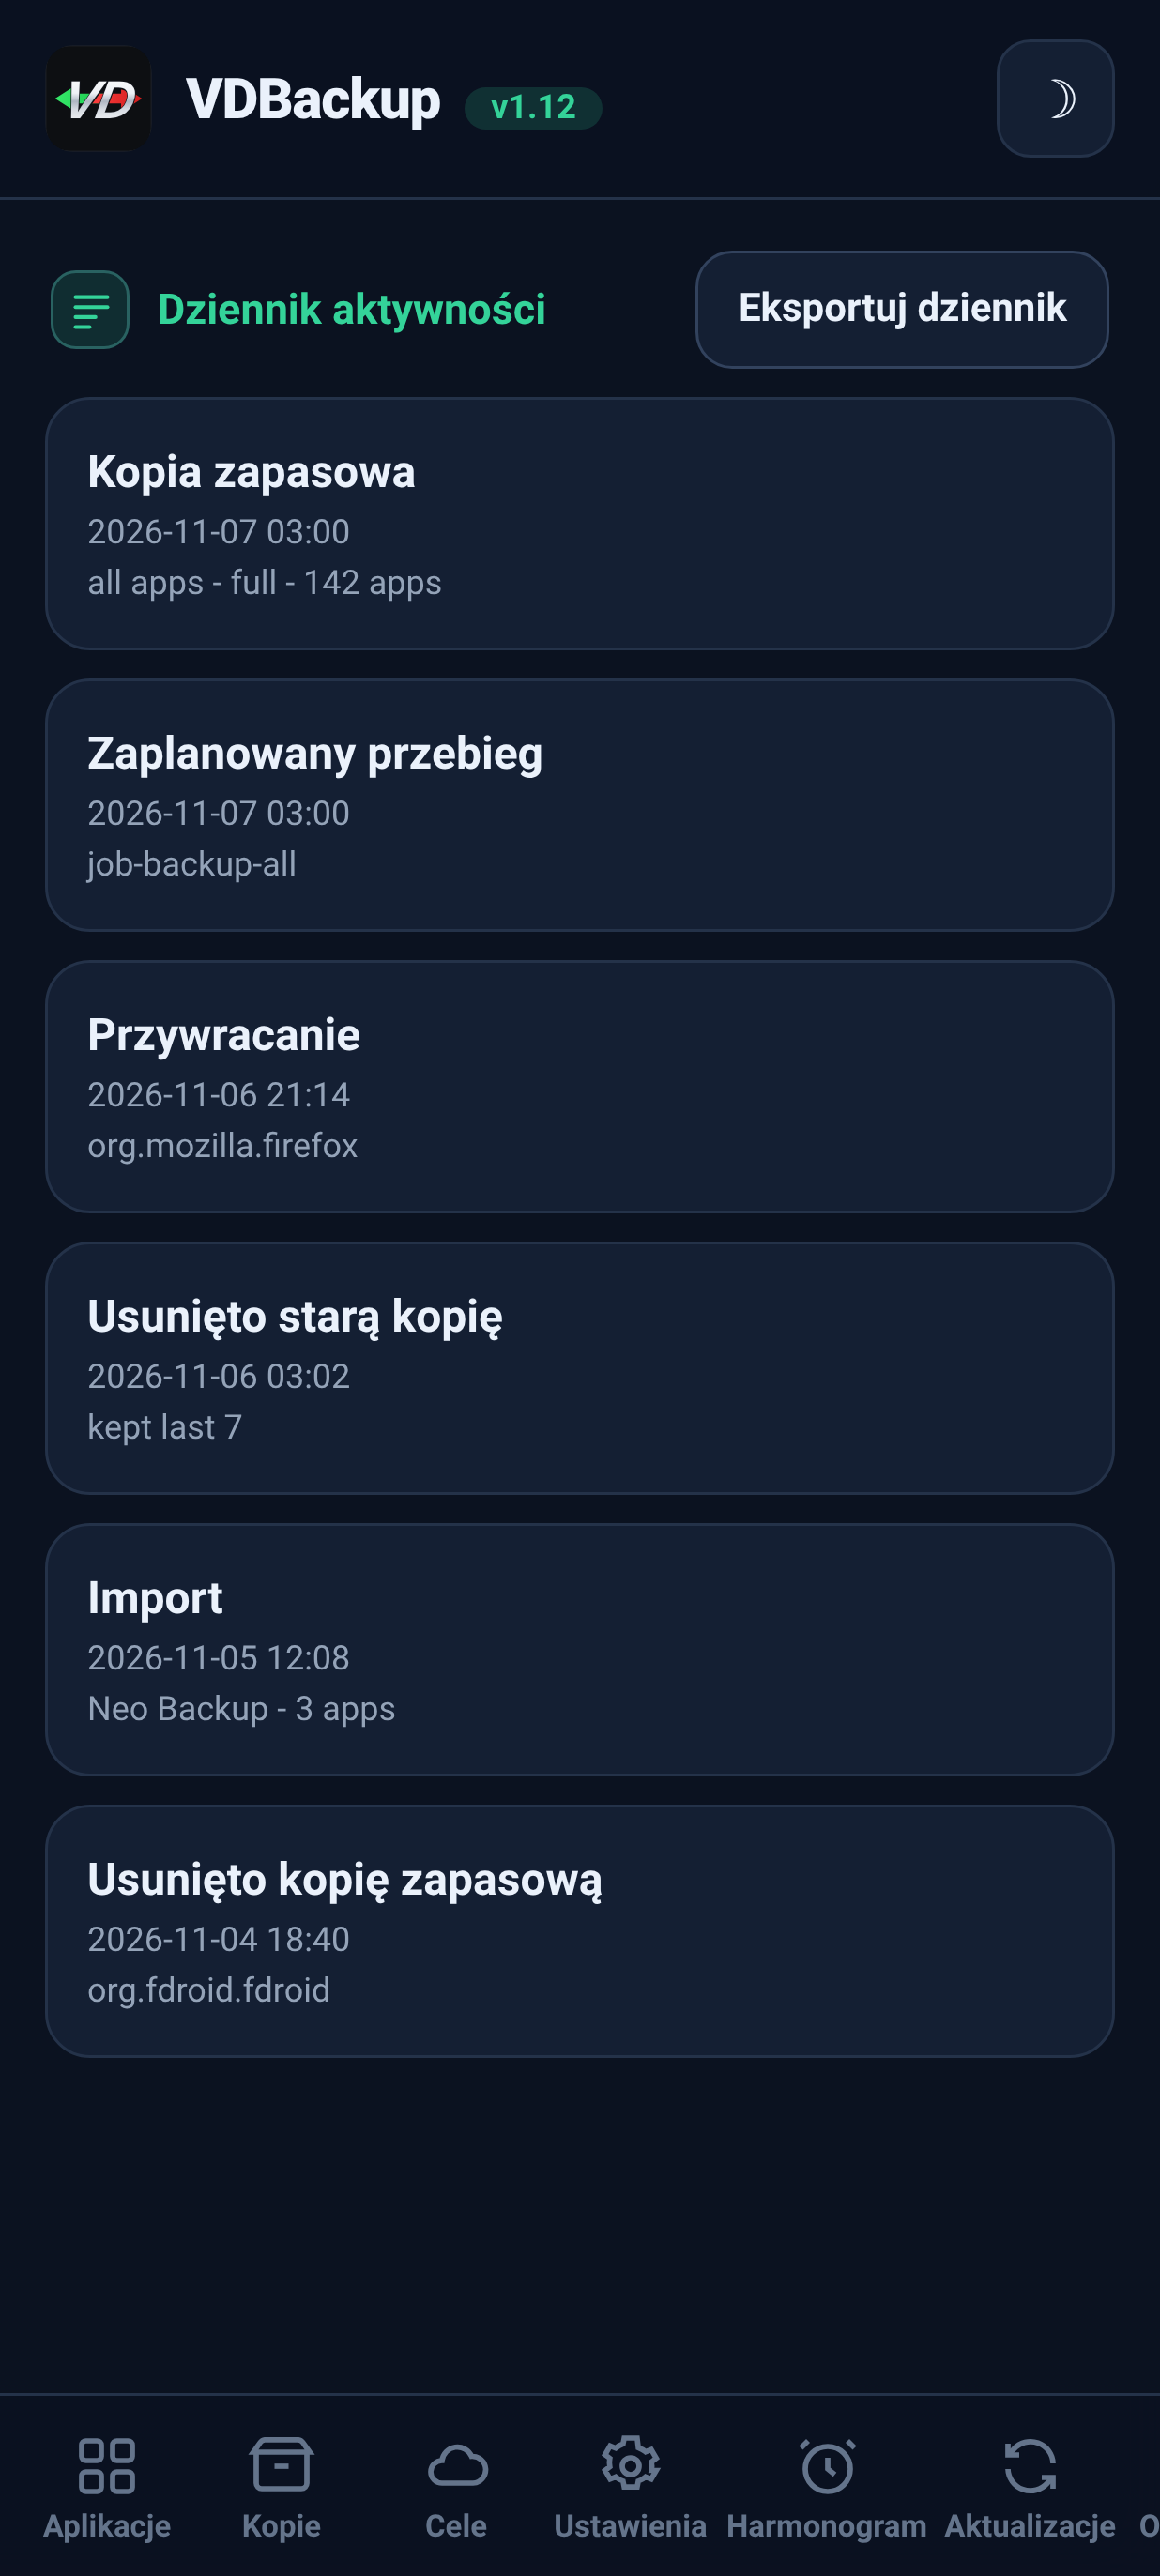 VD
VDBackup v1.12
Dziennik aktywności
Eksportuj dziennik
Kopia zapasowa
2026-11-07 03:00
all apps - full - 142 apps
Zaplanowany przebieg
2026-11-07 03:00
job-backup-all
Przywracanie
2026-11-06 21:14
org.mozilla.firefox
Usunięto starą kopię
2026-11-06 03:02
kept last 7
Import
2026-11-05 12:08
Neo Backup - 3 apps
Usunięto kopię zapasową
2026-11-04 18:40
org.fdroid.fdroid
Aplikacje
Kopie
Cele
Ustawienia
Harmonogram
Aktualizacje